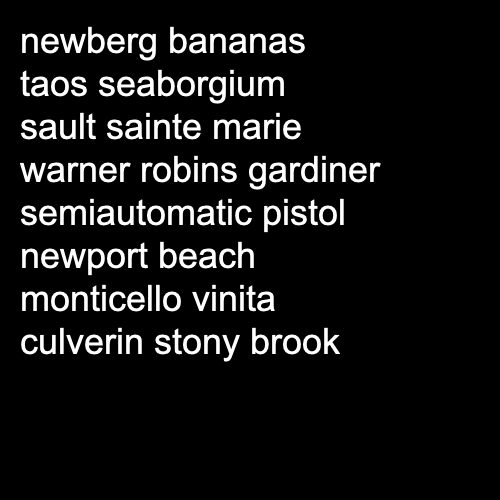 newberg bananas
taos seaborgium
sault sainte marie
warner robins gardiner
semiautomatic pistol
newport beach
monticello vinita
culverin stony brook